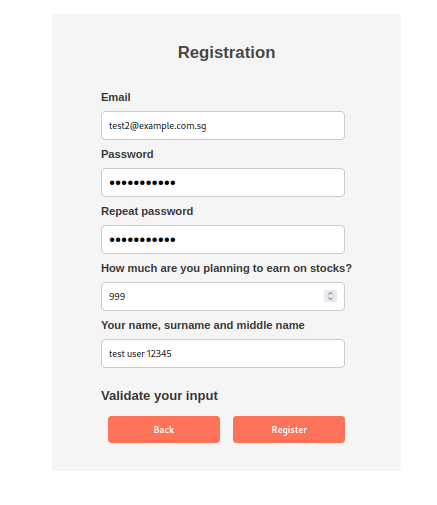 Registration
Email
test2@example.com.sg
Password
●●●●●●●●●●●
Repeat password
●●●●●●●●●●●
How much are you planning to earn on stocks?
999
Your name, surname and middle name
test user 12345
Validate your input
Back Register